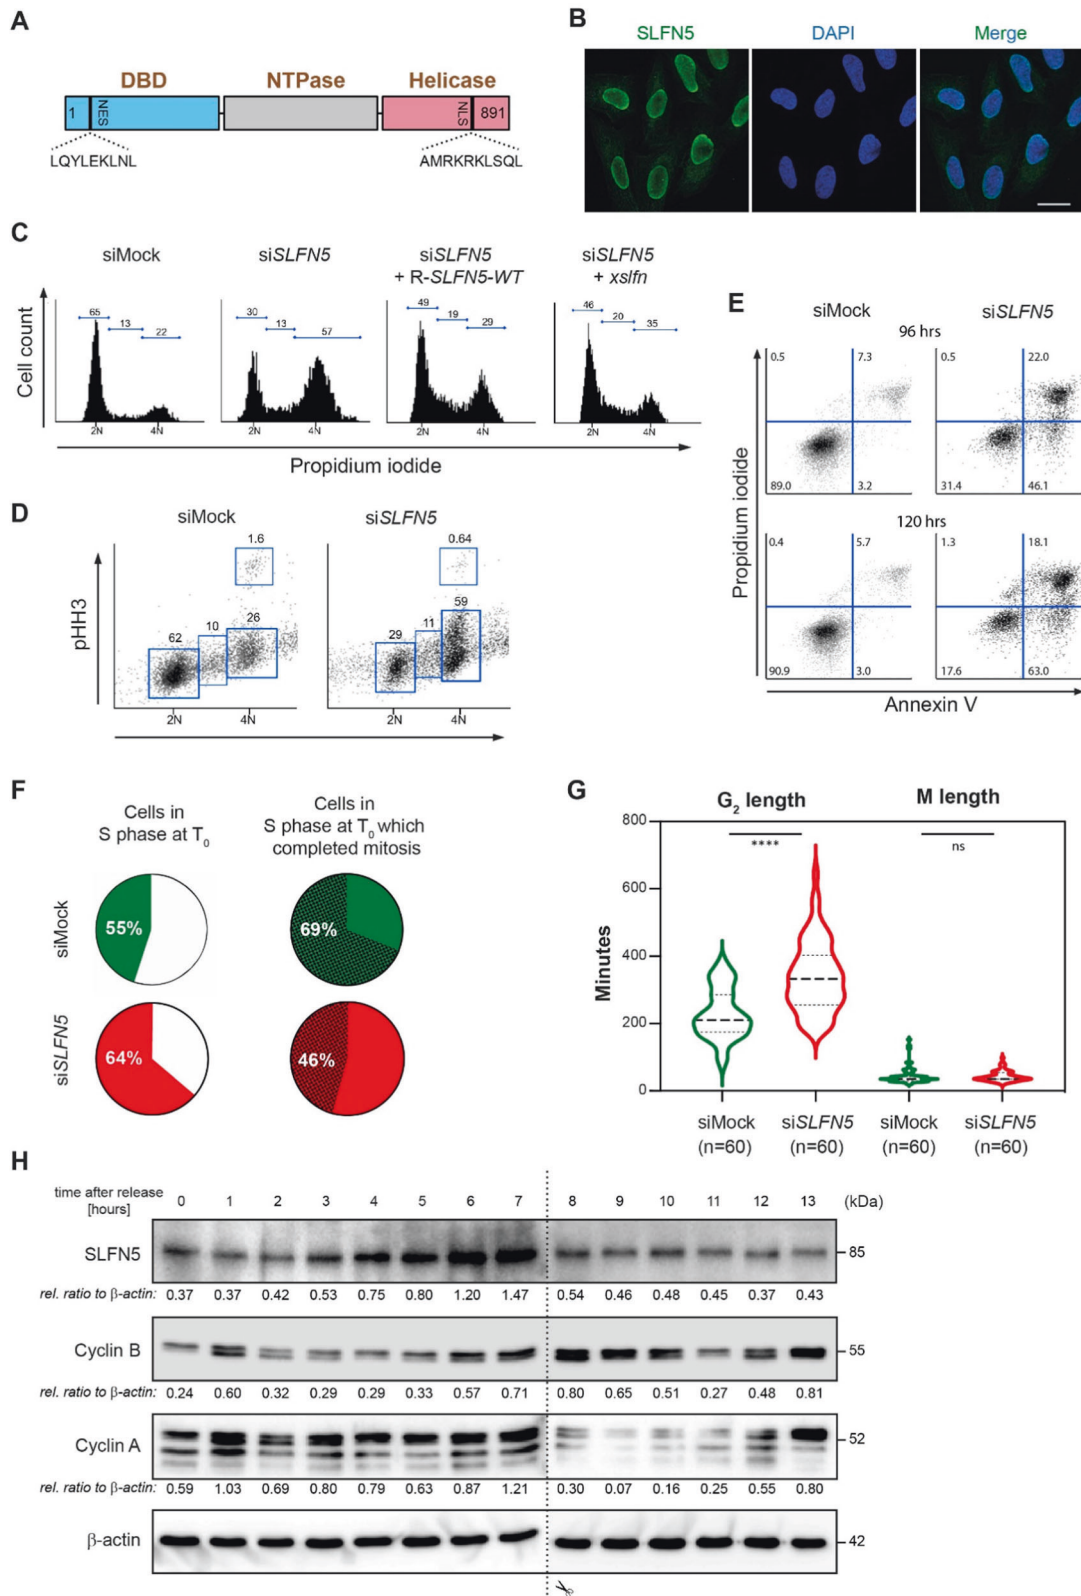 A
DBD NTPase Helicase
1 NES NLS 891
LQYLEKLNL AMRKRKLSQL
B
SLFN5 DAPI Merge
C
siMock siSLFN5 siSLFN5 + R-SLFN5-WT siSLFN5 + xslfn
Cell count
65 13 22
30 13 57
49 19 29
46 20 35
2N 4N 2N 4N 2N 4N 2N 4N
Propidium iodide
D
siMock siSLFN5
pHH3
1.6 0.64
62 10 26
29 11 59
2N 4N 2N 4N
E
siMock siSLFN5
96 hrs
0.5 7.3 0.5 22.0
89.0 3.2 31.4 46.1
120 hrs
0.4 5.7 1.3 18.1
90.9 3.0 17.6 63.0
Propidium iodide
Annexin V
F
Cells in
S phase at T0
Cells in
S phase at T0 which
completed mitosis
siMock
55% 69%
siSLFN5
64% 46%
G
G2 length M length
800
600
400
200
0
Minutes
**** ns
siMock siSLFN5 siMock siSLFN5
(n=60) (n=60) (n=60) (n=60)
H
time after release
[hours]
0 1 2 3 4 5 6 7 8 9 10 11 12 13 (kDa)
SLFN5 85
rel. ratio to β-actin: 0.37 0.37 0.42 0.53 0.75 0.80 1.20 1.47 0.54 0.46 0.48 0.45 0.37 0.43
Cyclin B 55
rel. ratio to β-actin: 0.24 0.60 0.32 0.29 0.29 0.33 0.57 0.71 0.80 0.65 0.51 0.27 0.48 0.81
Cyclin A 52
rel. ratio to β-actin: 0.59 1.03 0.69 0.80 0.79 0.63 0.87 1.21 0.30 0.07 0.16 0.25 0.55 0.80
β-actin 42